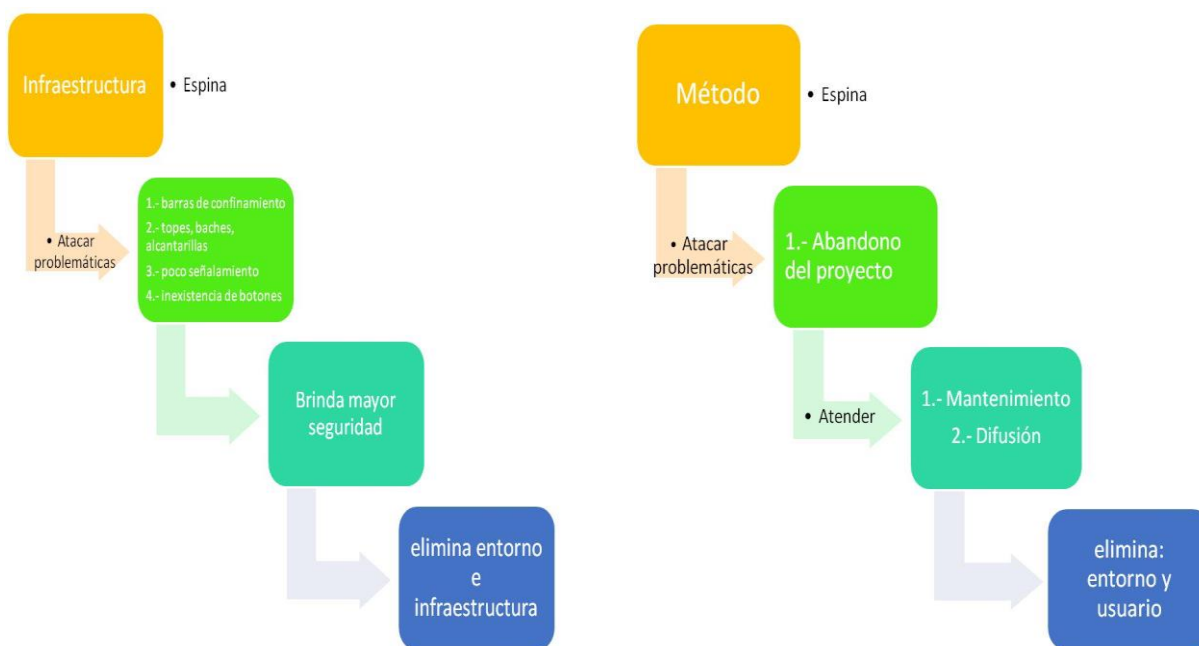 Infraestructura
• Espina
• Atacar
problemáticas
1.- barras de confinamiento
2.- topes, baches,
alcantarillas
3.- poco señalamiento
4.- inexistencia de botones
Brinda mayor
seguridad
elimina entorno
e
infraestructura
Método
• Espina
• Atacar
problemáticas
1.- Abandono
del proyecto
• Atender
1.- Mantenimiento
2.- Difusión
elimina:
entorno y
usuario